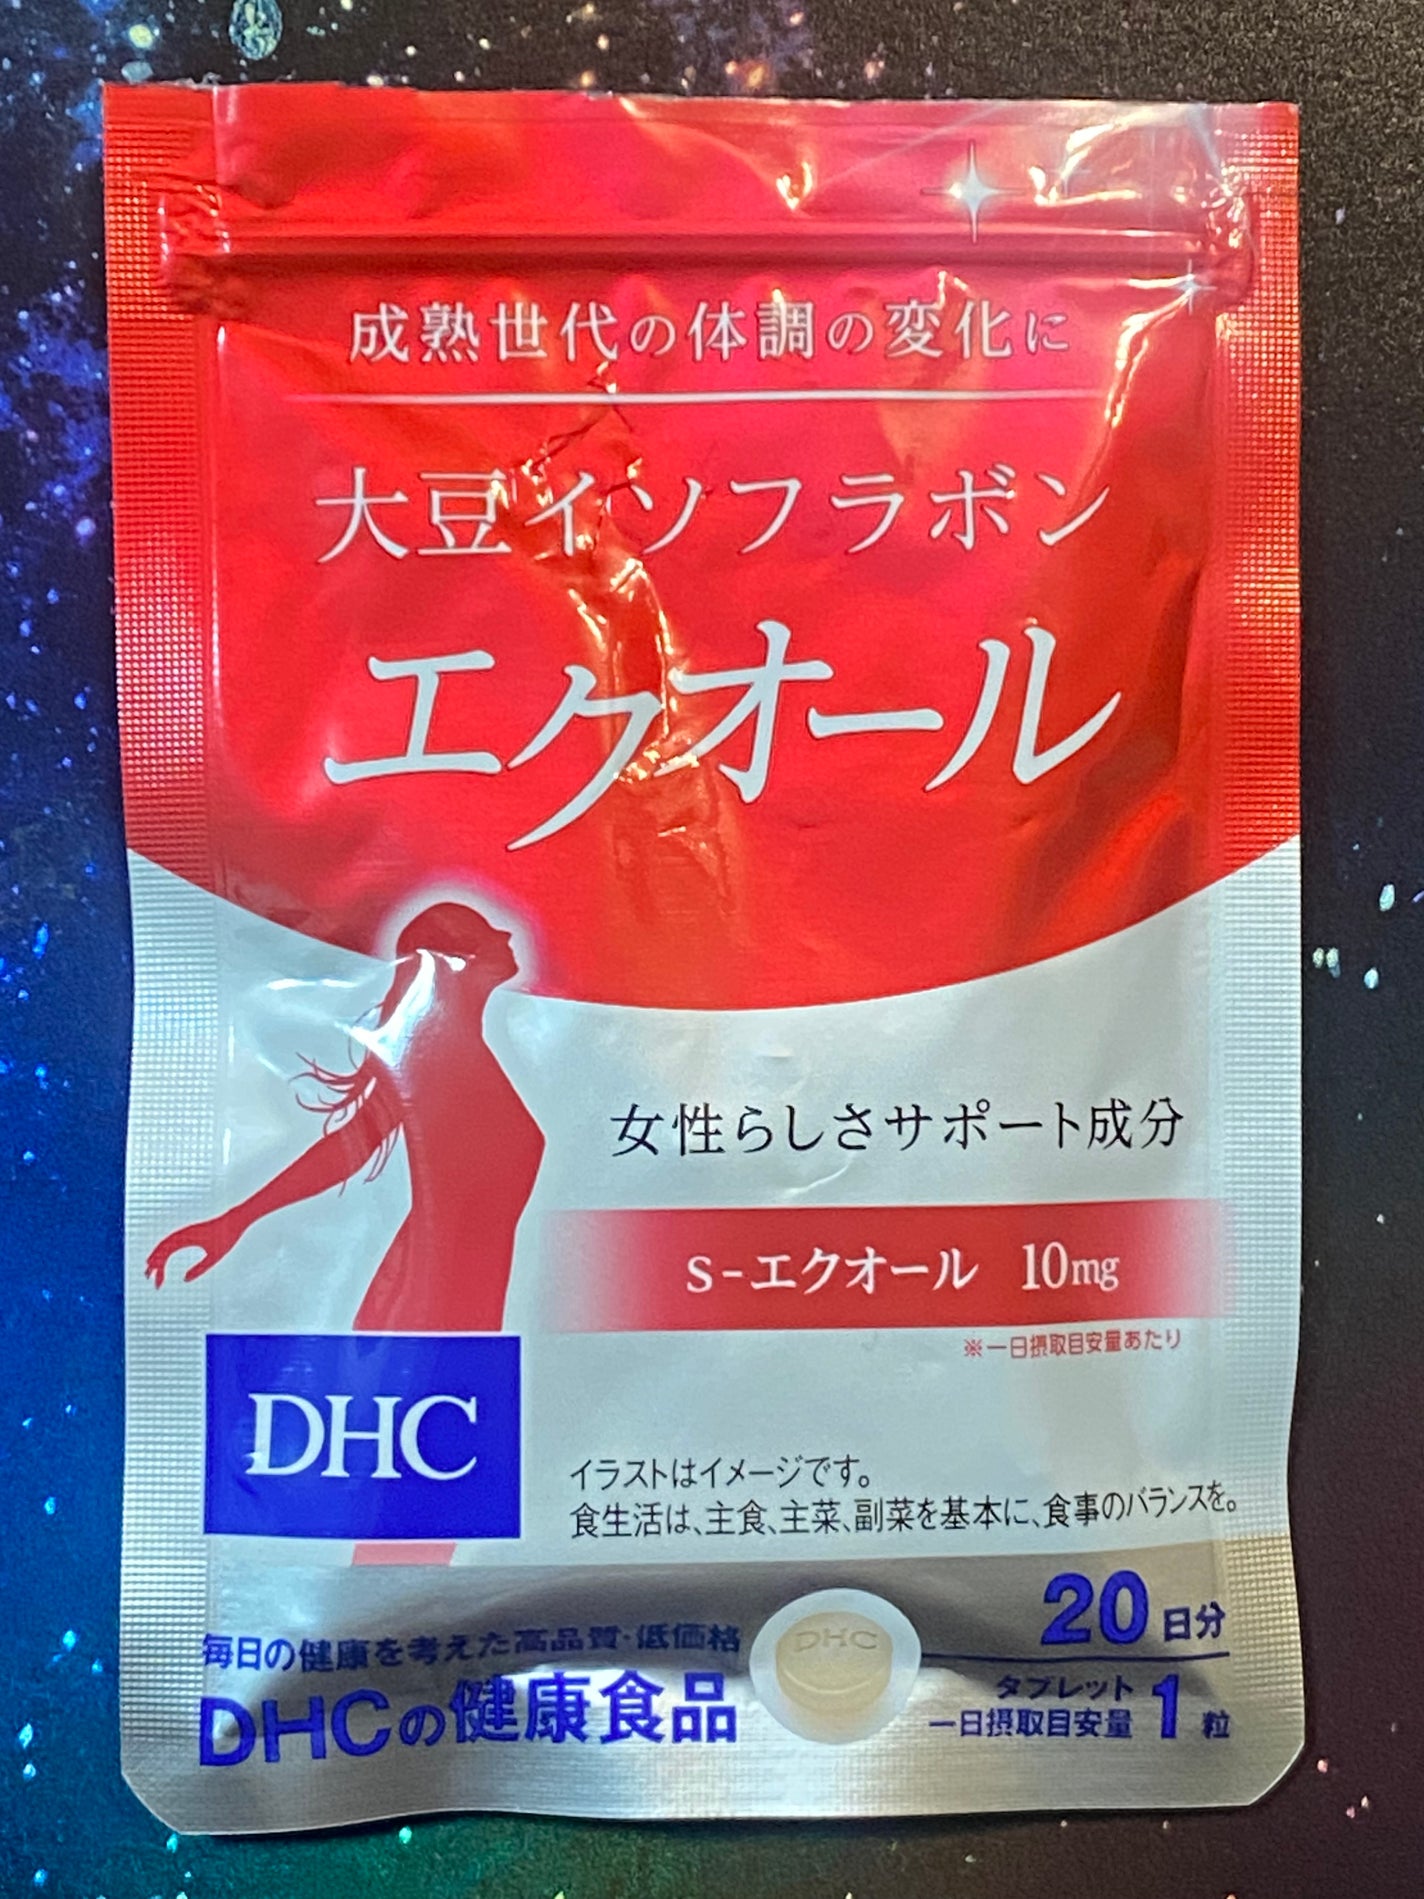 成熟世代の体調の変化に
大豆イソフラボン
エクオール
女性らしさサポート成分
S-エクオール 10mg
※一日摂取目安量あたり
DHC
イラストはイメージです。
食生活は、主食、主菜、副菜を基本に、食事のバランスを。
毎日の健康を考えた高品質・低価格
DHCの健康食品
DHC
20日分
タブレット
一日摂取目安量 1粒